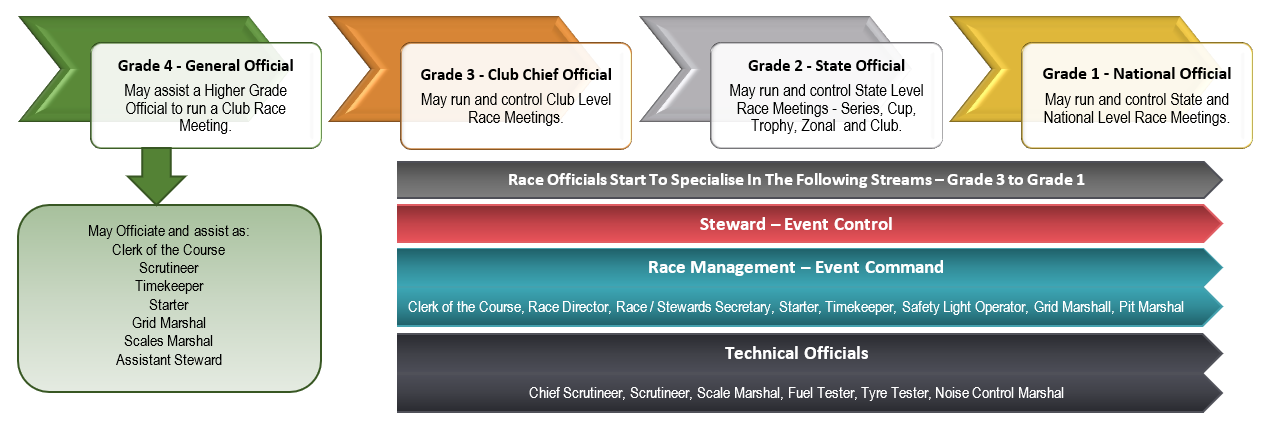 Grade 4 - General Official
May assist a Higher Grade
Official to run a Club Race
Meeting.
Grade 3 - Club Chief Official
May run and control Club Level
Race Meetings.
Grade 2 - State Official
May run and control State Level
Race Meetings - Series, Cup,
Trophy, Zonal and Club.
Grade 1 - National Official
May run and control State and
National Level Race Meetings.
May Officiate and assist as:
Clerk of the Course
Scrutineer
Timekeeper
Starter
Grid Marshal
Scales Marshal
Assistant Steward
Race Officials Start To Specialise In The Following Streams – Grade 3 to Grade 1
Steward – Event Control
Race Management – Event Command
Clerk of the Course, Race Director, Race / Stewards Secretary, Starter, Timekeeper, Safety Light Operator, Grid Marshall, Pit Marshal
Technical Officials
Chief Scrutineer, Scrutineer, Scale Marshal, Fuel Tester, Tyre Tester, Noise Control Marshal